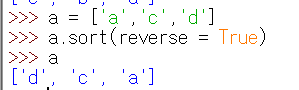 >>> a = ['a','c','d']
>>> a.sort(reverse = True)
>>> a
['d', 'c', 'a']